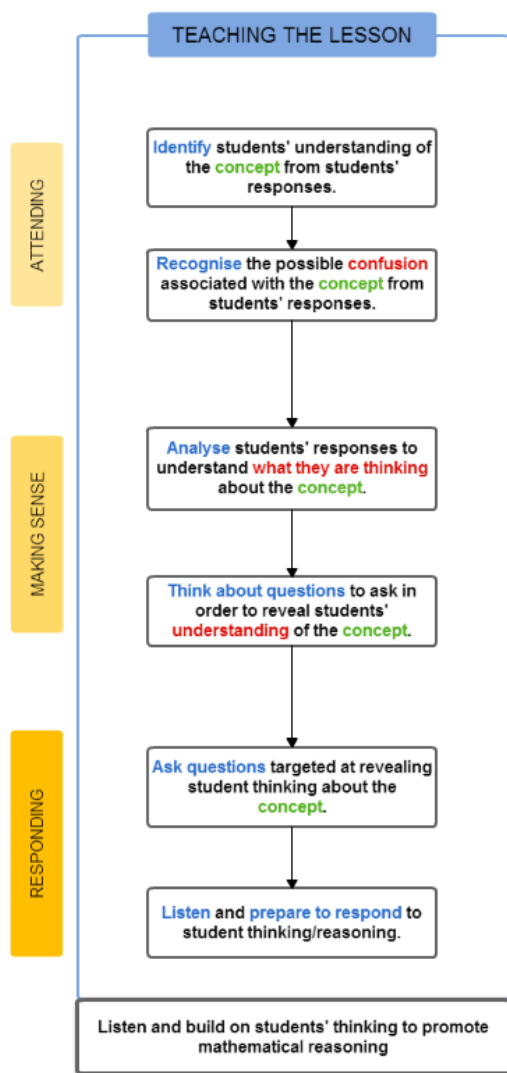 TEACHING THE LESSON
ATTENDING
Identify students' understanding of
the concept from students'
responses.
Recognise the possible confusion
associated with the concept from
students' responses.
MAKING SENSE
Analyse students' responses to
understand what they are thinking
about the concept.
Think about questions to ask in
order to reveal students'
understanding of the concept.
RESPONDING
Ask questions targeted at revealing
student thinking about the
concept.
Listen and prepare to respond to
student thinking/reasoning.
Listen and build on students' thinking to promote
mathematical reasoning